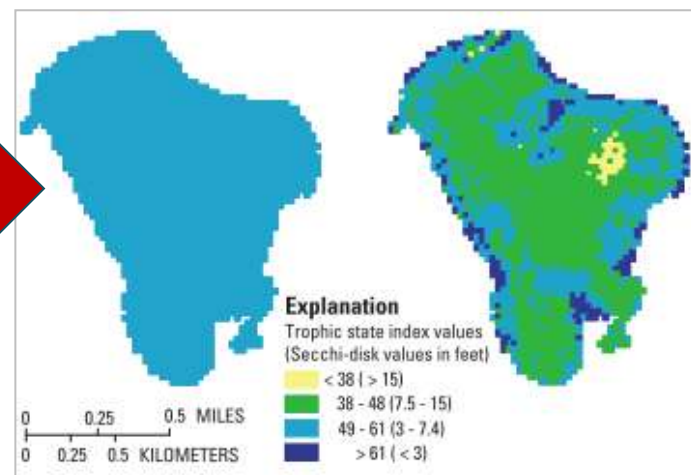 Explanation
Trophic state index values
(Secchi-disk values in feet)
< 38 ( > 15)
38 - 48 (7.5 - 15)
49 - 61 (3 - 7.4)
> 61 ( < 3)
0 0.25 0.5 MILES
0 0.25 0.5 KILOMETERS